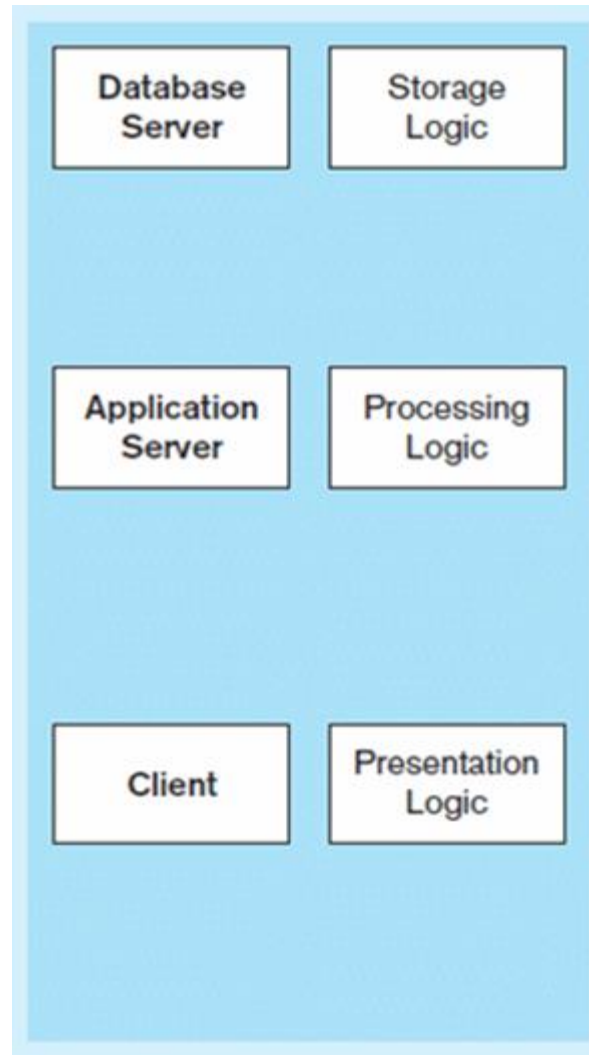 Database
Server
Storage
Logic
Application
Server
Processing
Logic
Client
Presentation
Logic